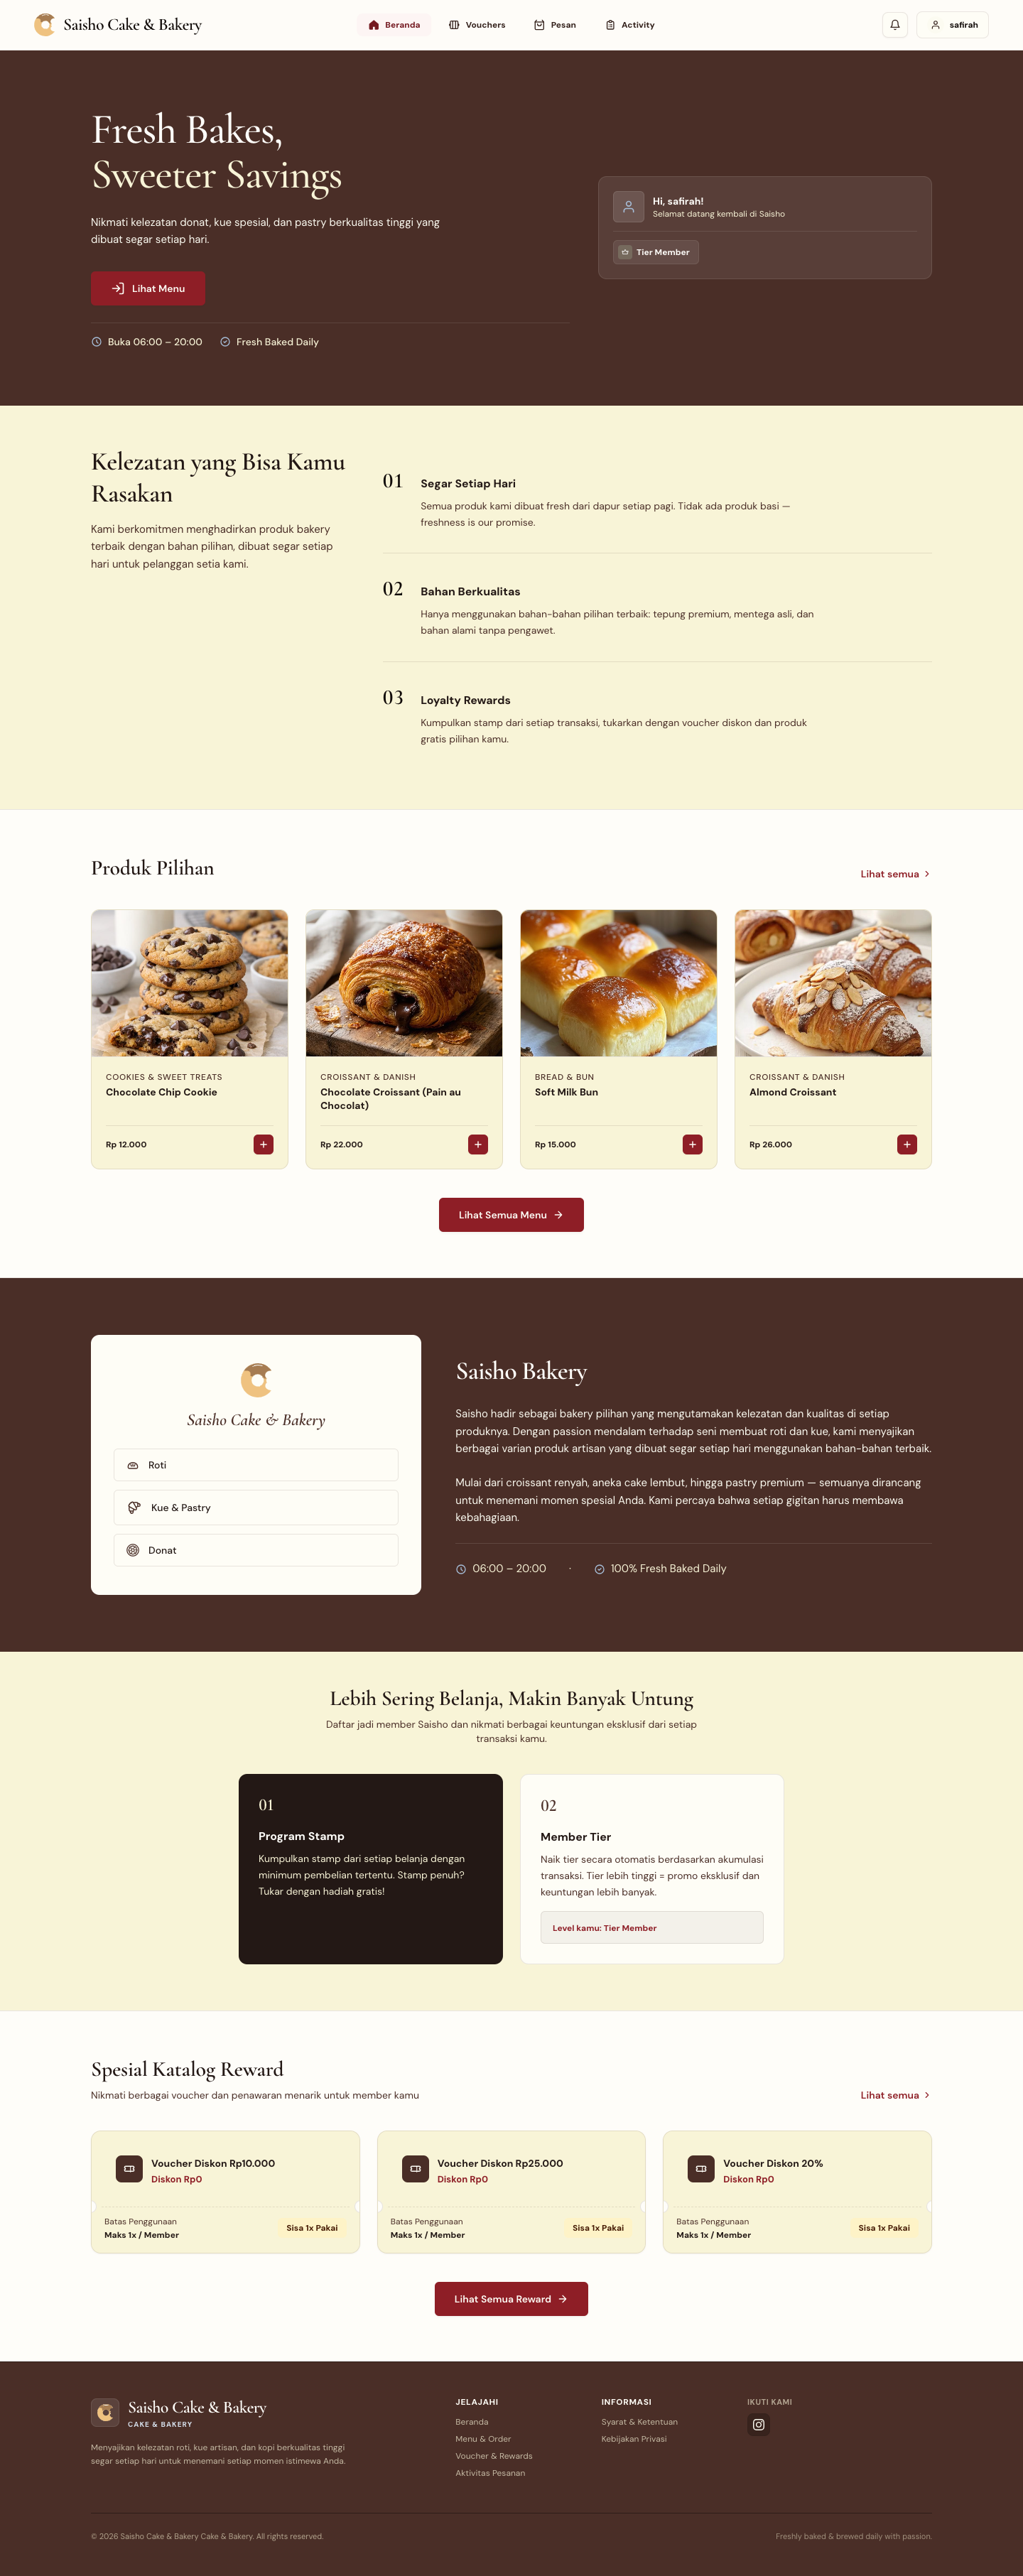 Saisho Cake & Bakery
Beranda
Vouchers
Pesan
Activity
safirah
Fresh Bakes,
Sweeter Savings
Nikmati kelezatan donat, kue spesial, dan pastry berkualitas tinggi yang
dibuat segar setiap hari.
Lihat Menu
Buka 06:00 – 20:00
Fresh Baked Daily
Hi, safirah!
Selamat datang kembali di Saisho
Tier Member
Kelezatan yang Bisa Kamu
Rasakan
Kami berkomitmen menghadirkan produk bakery
terbaik dengan bahan pilihan, dibuat segar setiap
hari untuk pelanggan setia kami.
01
Segar Setiap Hari
Semua produk kami dibuat fresh dari dapur setiap pagi. Tidak ada produk basi —
freshness is our promise.
02
Bahan Berkualitas
Hanya menggunakan bahan-bahan pilihan terbaik: tepung premium, mentega asli, dan
bahan alami tanpa pengawet.
03
Loyalty Rewards
Kumpulkan stamp dari setiap transaksi, tukarkan dengan voucher diskon dan produk
gratis pilihan kamu.
Produk Pilihan
Lihat semua
COOKIES & SWEET TREATS
Chocolate Chip Cookie
Rp 12.000
CROISSANT & DANISH
Chocolate Croissant (Pain au
Chocolat)
Rp 22.000
BREAD & BUN
Soft Milk Bun
Rp 15.000
CROISSANT & DANISH
Almond Croissant
Rp 26.000
Lihat Semua Menu
Saisho Cake & Bakery
Roti
Kue & Pastry
Donat
Saisho Bakery
Saisho hadir sebagai bakery pilihan yang mengutamakan kelezatan dan kualitas di setiap
produknya. Dengan passion mendalam terhadap seni membuat roti dan kue, kami menyajikan
berbagai varian produk artisan yang dibuat segar setiap hari menggunakan bahan-bahan terbaik.
Mulai dari croissant renyah, aneka cake lembut, hingga pastry premium — semuanya dirancang
untuk menemani momen spesial Anda. Kami percaya bahwa setiap gigitan harus membawa
kebahagiaan.
06:00 – 20:00 · 100% Fresh Baked Daily
Lebih Sering Belanja, Makin Banyak Untung
Daftar jadi member Saisho dan nikmati berbagai keuntungan eksklusif dari setiap
transaksi kamu.
01
Program Stamp
Kumpulkan stamp dari setiap belanja dengan
minimum pembelian tertentu. Stamp penuh?
Tukar dengan hadiah gratis!
02
Member Tier
Naik tier secara otomatis berdasarkan akumulasi
transaksi. Tier lebih tinggi = promo eksklusif dan
keuntungan lebih banyak.
Level kamu: Tier Member
Spesial Katalog Reward
Nikmati berbagai voucher dan penawaran menarik untuk member kamu
Lihat semua
Voucher Diskon Rp10.000
Diskon Rp0
Batas Penggunaan
Maks 1x / Member
Sisa 1x Pakai
Voucher Diskon Rp25.000
Diskon Rp0
Batas Penggunaan
Maks 1x / Member
Sisa 1x Pakai
Voucher Diskon 20%
Diskon Rp0
Batas Penggunaan
Maks 1x / Member
Sisa 1x Pakai
Lihat Semua Reward
Saisho Cake & Bakery
CAKE & BAKERY
Menyajikan kelezatan roti, kue artisan, dan kopi berkualitas tinggi
segar setiap hari untuk menemani setiap momen istimewa Anda.
JELAJAHI
Beranda
Menu & Order
Voucher & Rewards
Aktivitas Pesanan
INFORMASI
Syarat & Ketentuan
Kebijakan Privasi
IKUTI KAMI
© 2026 Saisho Cake & Bakery Cake & Bakery. All rights reserved.
Freshly baked & brewed daily with passion.